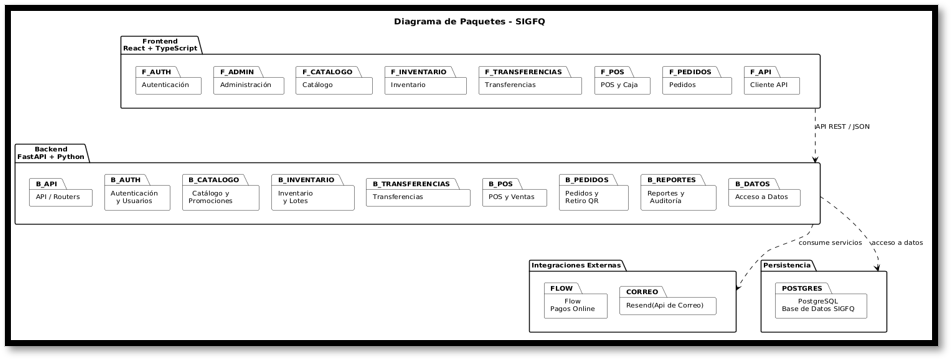 Diagrama de Paquetes - SIGFQ
Frontend
React + TypeScript
F_AUTH
Autenticación
F_ADMIN
Administración
F_CATALOGO
Catálogo
F_INVENTARIO
Inventario
F_TRANSFERENCIAS
Transferencias
F_POS
POS y Caja
F_PEDIDOS
Pedidos
F_API
Cliente API
API REST / JSON
Backend
FastAPI + Python
B_API
API / Routers
B_AUTH
Autenticación
y Usuarios
B_CATALOGO
Catálogo y
Promociones
B_INVENTARIO
Inventario
y Lotes
B_TRANSFERENCIAS
Transferencias
B_POS
POS y Ventas
B_PEDIDOS
Pedidos y
Retiro QR
B_REPORTES
Reportes y
Auditoría
B_DATOS
Acceso a Datos
consume servicios
acceso a datos
Integraciones Externas
FLOW
Flow
Pagos Online
CORREO
Resend(Api de Correo)
Persistencia
POSTGRES
PostgreSQL
Base de Datos SIGFQ